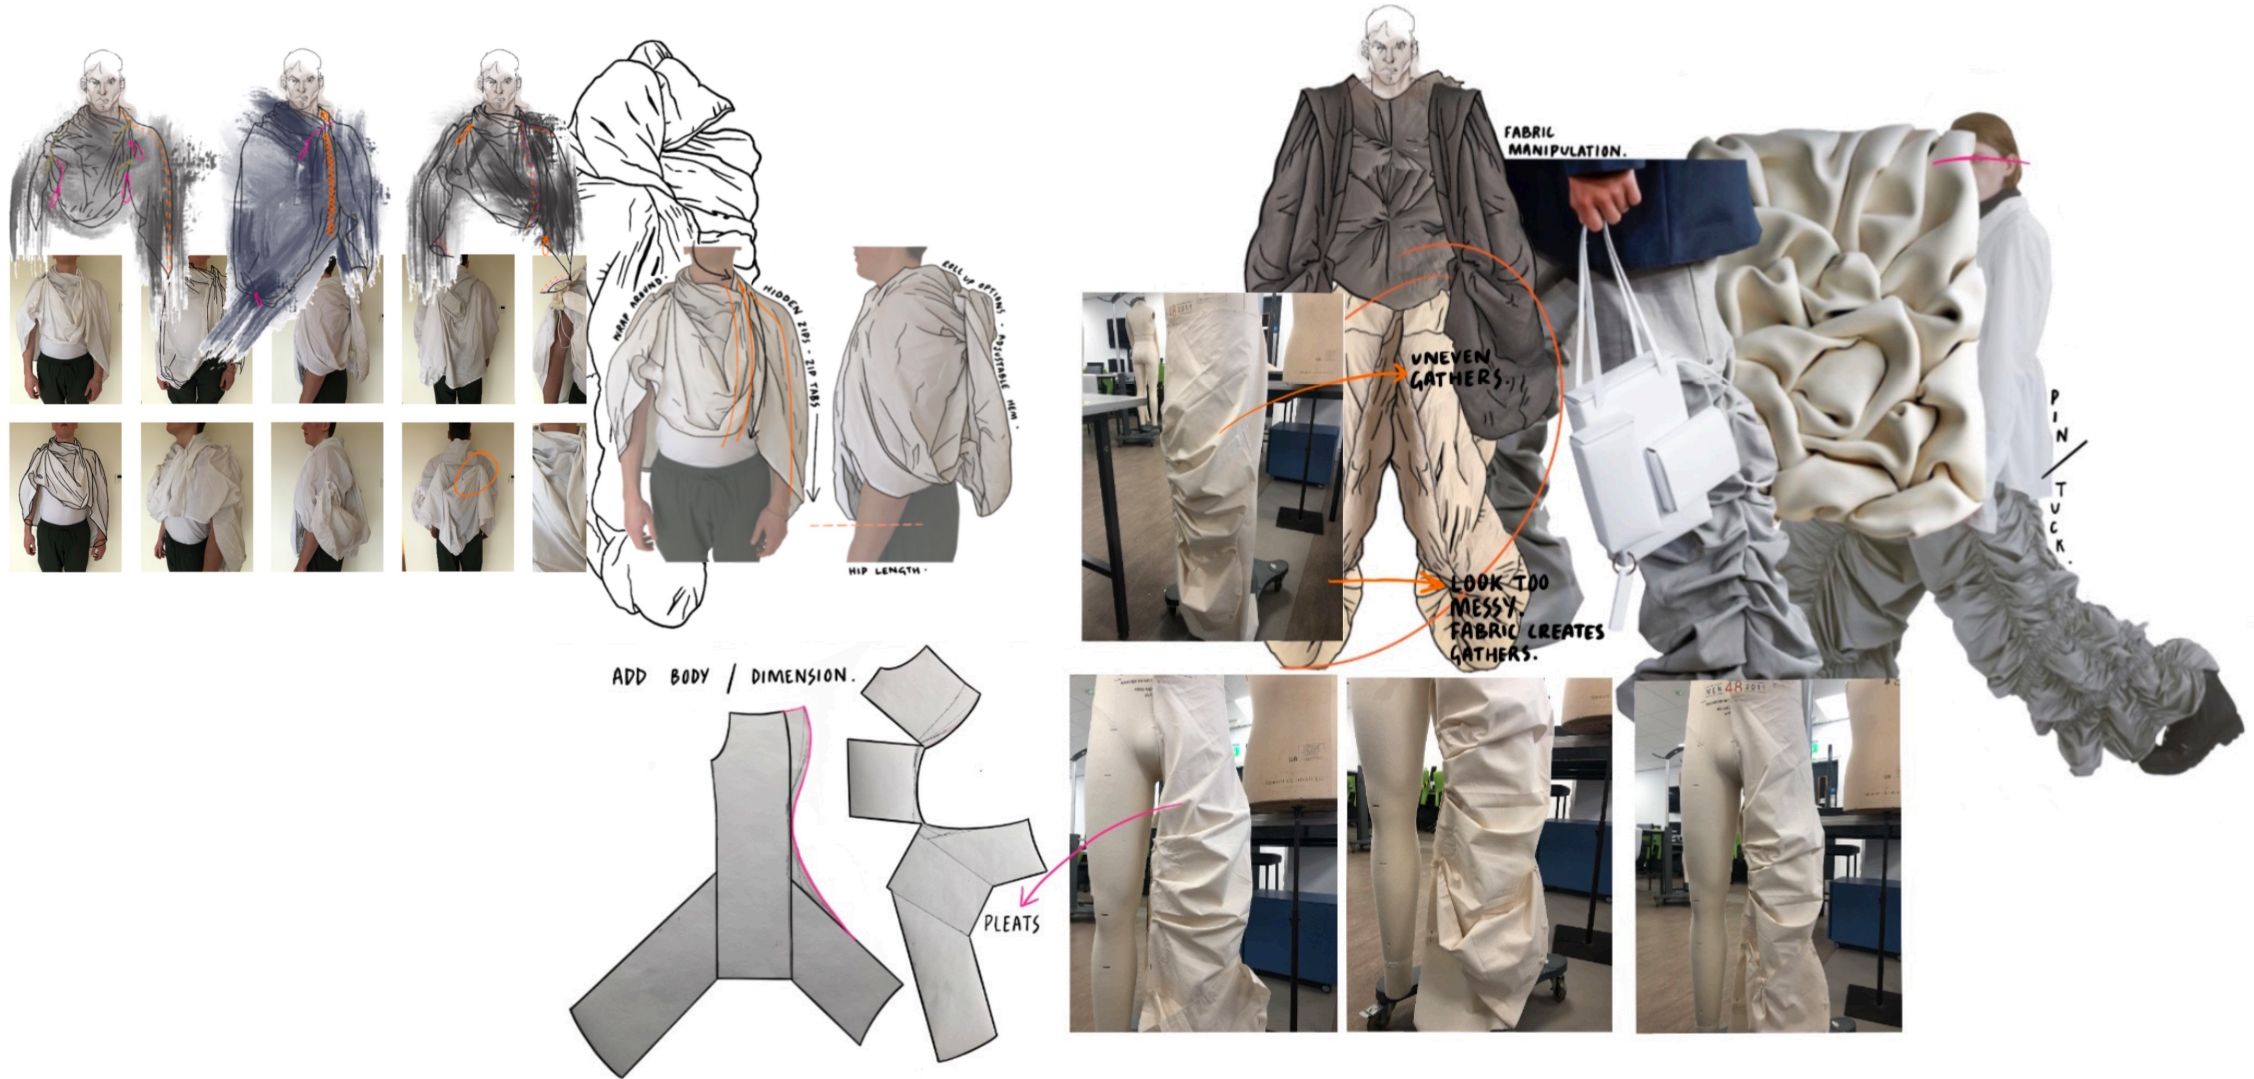 WRAP AROUND.
HIDDEN ZIPS - ZIP TABS
ROLL UP OPTIONS - ADJUSTABLE HEM.
HIP LENGTH.
FABRIC
MANIPULATION.
UNEVEN
GATHERS.
LOOK TOO
MESSY.
FABRIC CREATES
GATHERS.
PIN/
TUCK.
ADD BODY / DIMENSION.
PLEATS
48